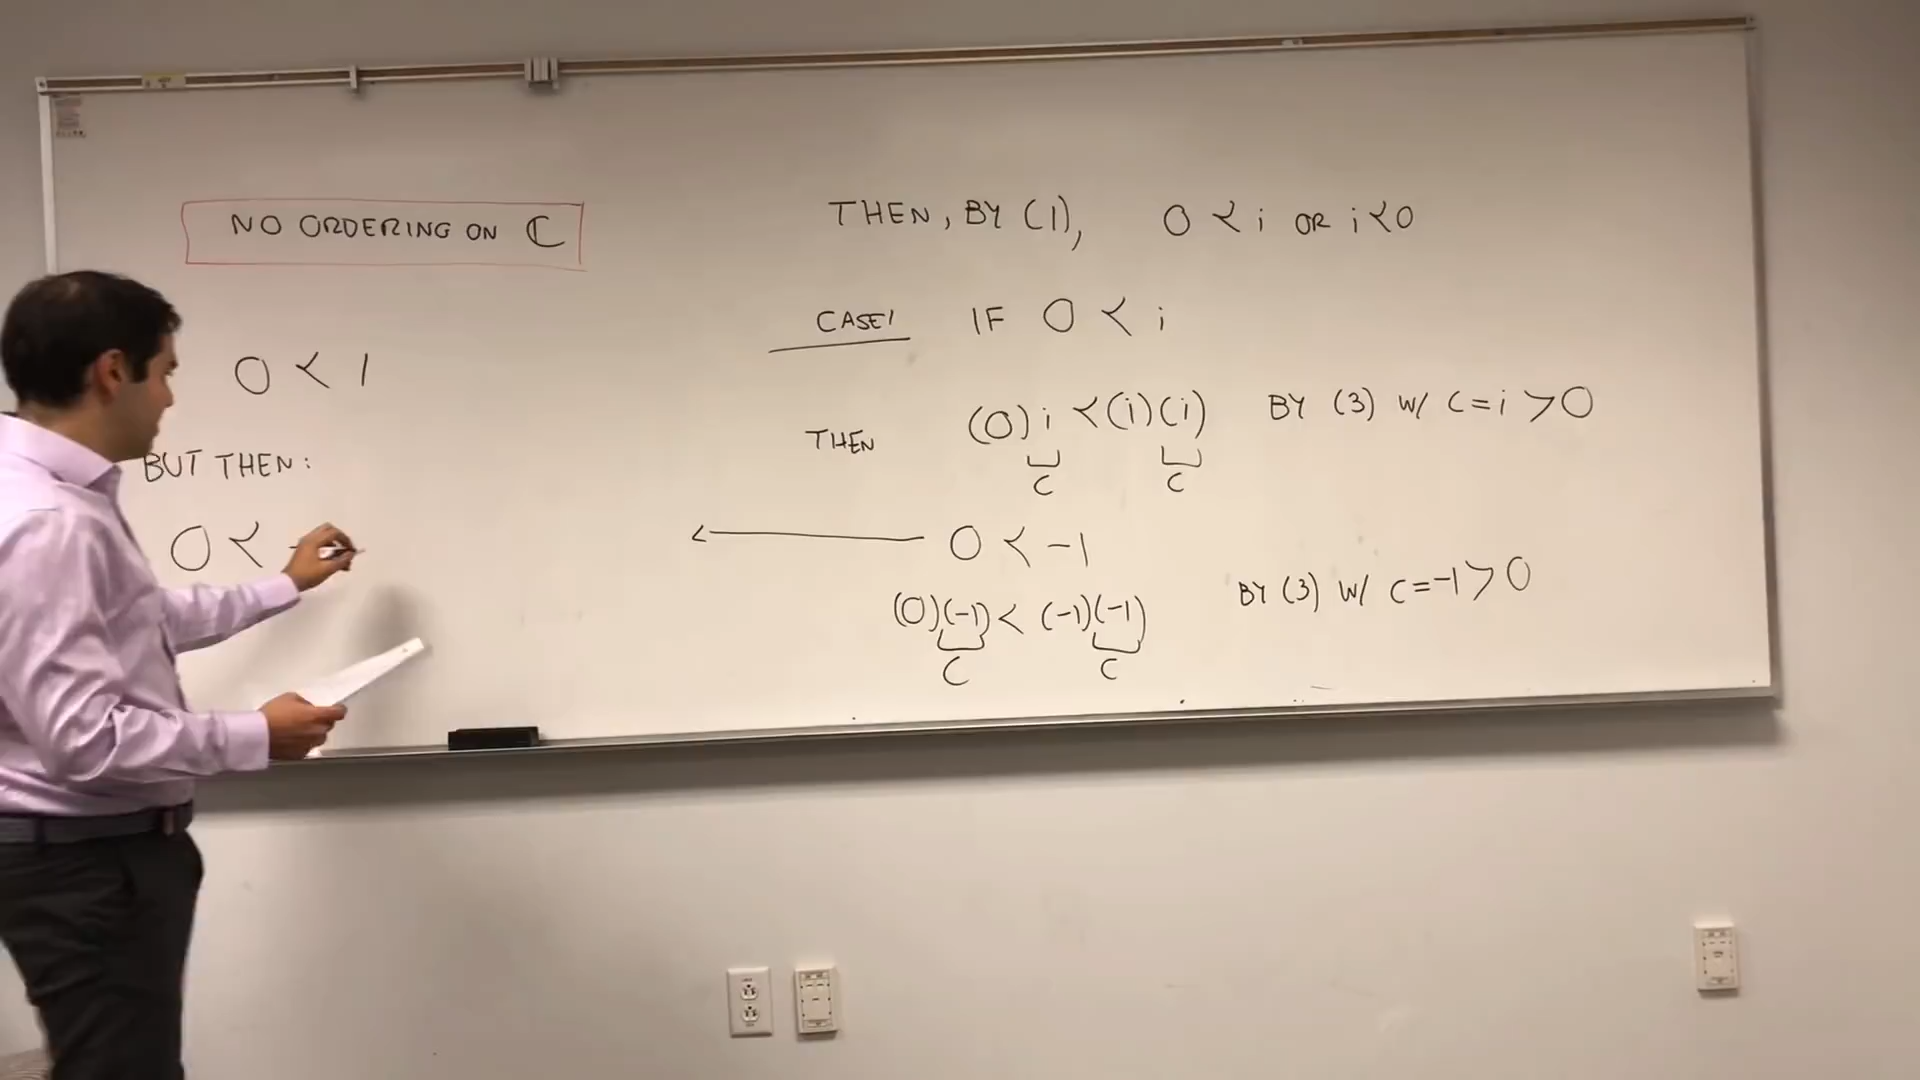 NO ORDERING ON ℂ
0 ≺ 1
BUT THEN:
0 ≺ -
THEN, BY (1), 0 ≺ i OR i ≺ 0
CASE 1 IF 0 ≺ i
THEN (0) i ≺ (i)(i) BY (3) W/ C = i ≻ 0
C C
← 0 ≺ -1
(0)(-1) ≺ (-1)(-1) BY (3) W/ C = -1 ≻ 0
C C